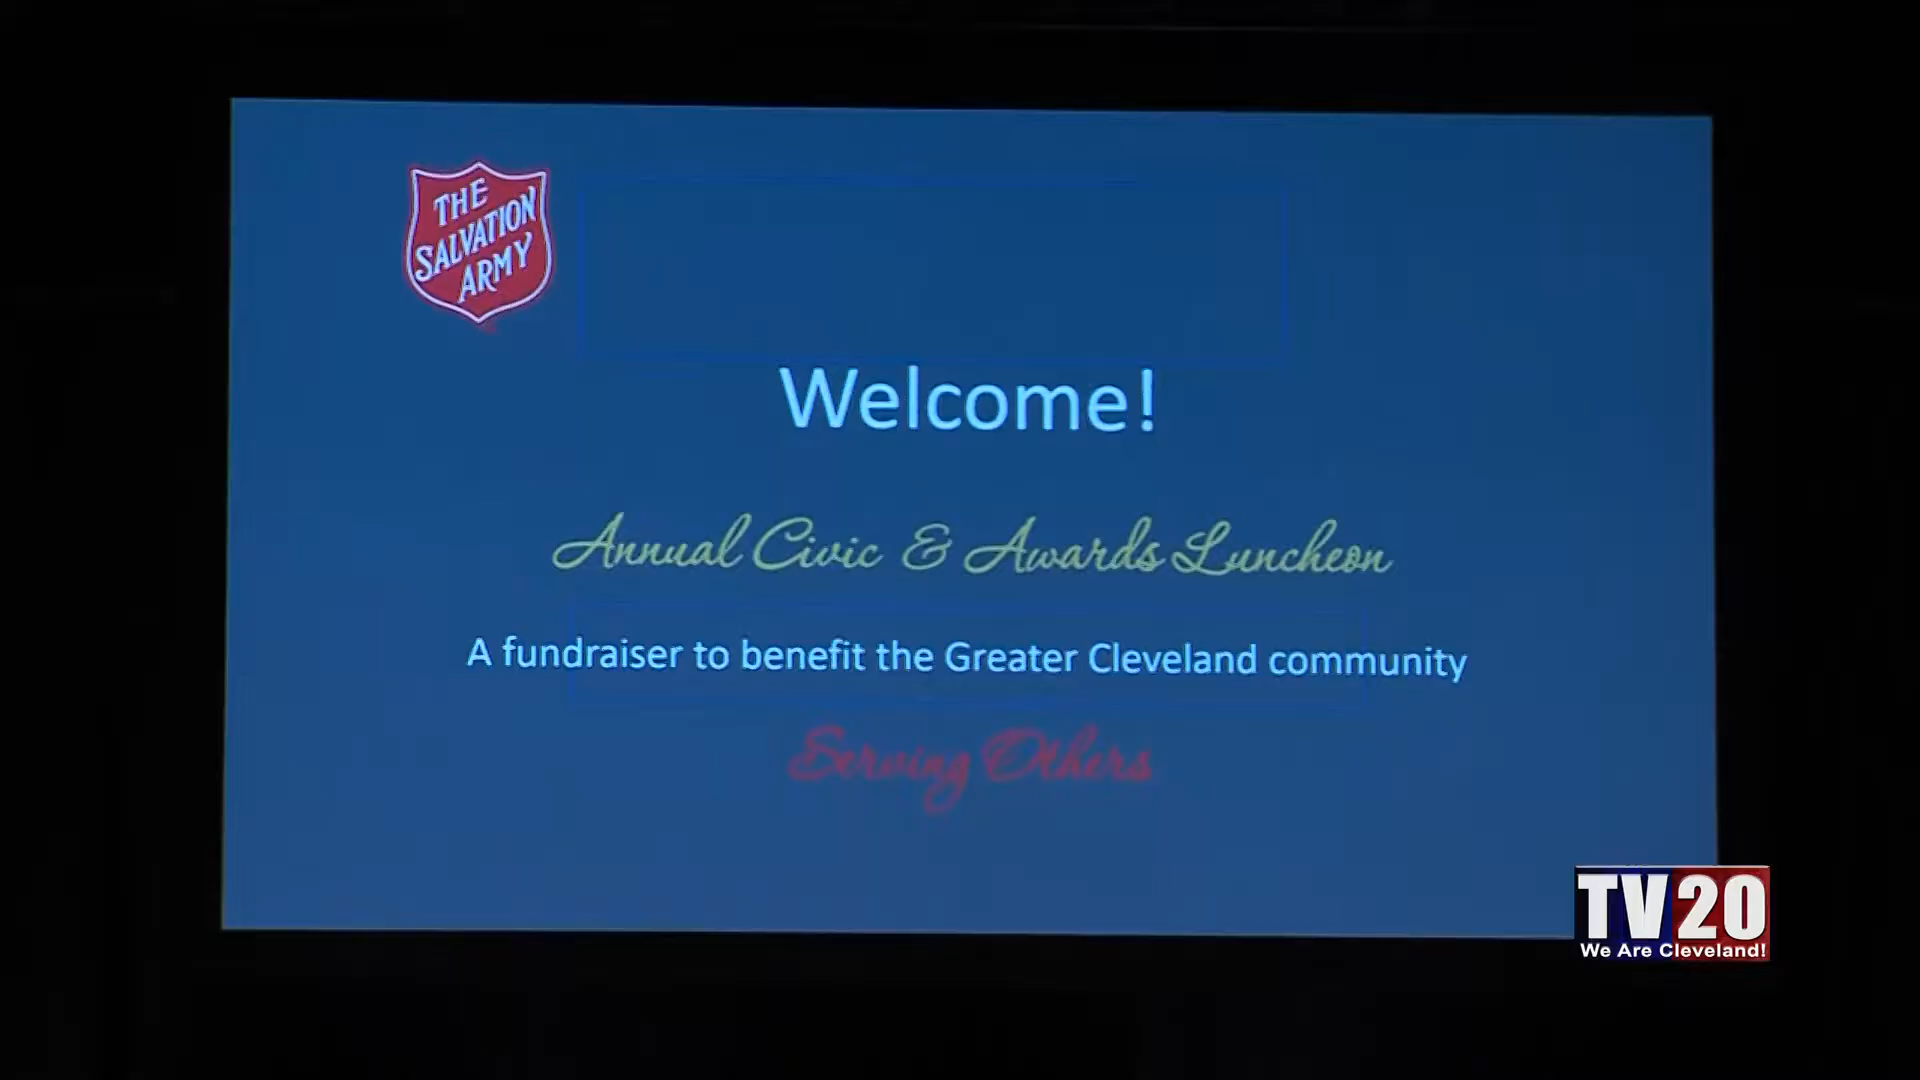 THE
SALVATION
ARMY
Welcome!
Annual Civic & Awards Luncheon
A fundraiser to benefit the Greater Cleveland community
Serving Others
TV20
We Are Cleveland!